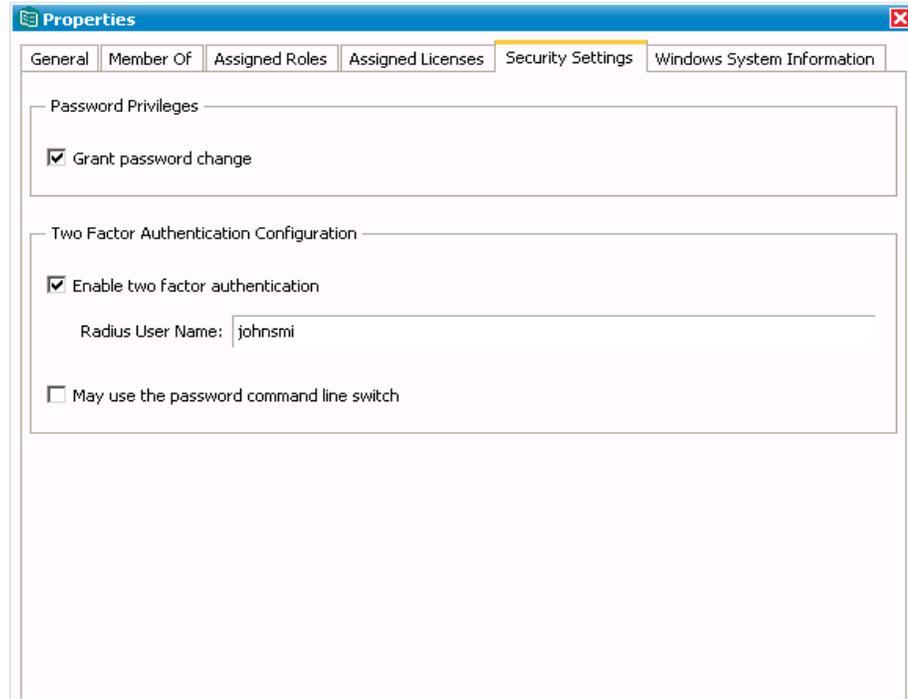 Properties
General Member Of Assigned Roles Assigned Licenses Security Settings Windows System Information
Password Privileges
Grant password change
Two Factor Authentication Configuration
Enable two factor authentication
Radius User Name: johnsmi
May use the password command line switch